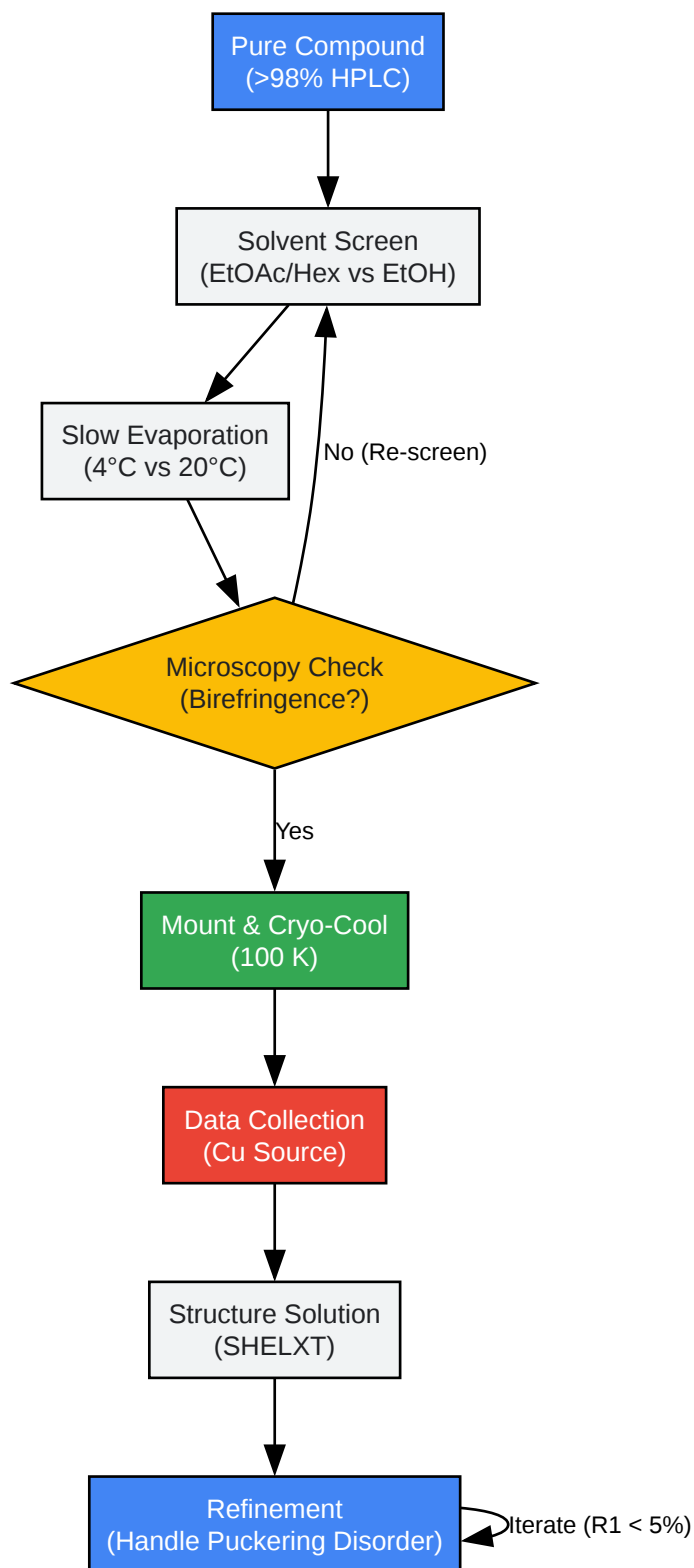 Pure Compound
(>98% HPLC)
Solvent Screen
(EtOAc/Hex vs EtOH)
Slow Evaporation
(4°C vs 20°C)
No (Re-screen)
Microscopy Check
(Birefringence?)
Yes
Mount & Cryo-Cool
(100 K)
Data Collection
(Cu Source)
Structure Solution
(SHELXT)
Refinement
(Handle Puckering Disorder)
Iterate (R1 < 5%)